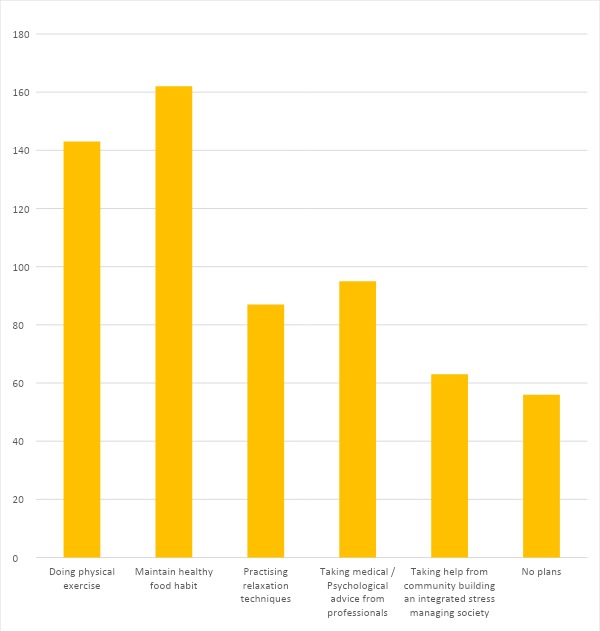 180
160
140
120
100
80
60
40
20
0
Doing physical
exercise
Maintain healthy
food habit
Practising
relaxation
techniques
Taking medical /
Psychological
advice from
professionals
Taking help from
community building
an integrated stress
managing society
No plans